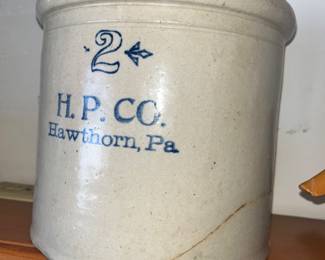 2
H. P. CO.
Hawthorn, Pa